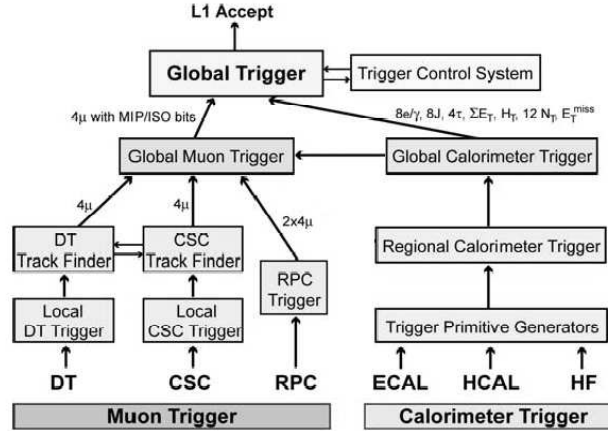 L1 Accept
Global Trigger
Trigger Control System
4μ with MIP/ISO bits
8e/γ, 8J, 4τ, ΣE_T, H_T, 12 N_T, E_T^miss
Global Muon Trigger
Global Calorimeter Trigger
4μ
4μ
2x4μ
DT
Track Finder
CSC
Track Finder
Regional Calorimeter Trigger
RPC
Trigger
Local
DT Trigger
Local
CSC Trigger
Trigger Primitive Generators
DT
CSC
RPC
ECAL
HCAL
HF
Muon Trigger
Calorimeter Trigger